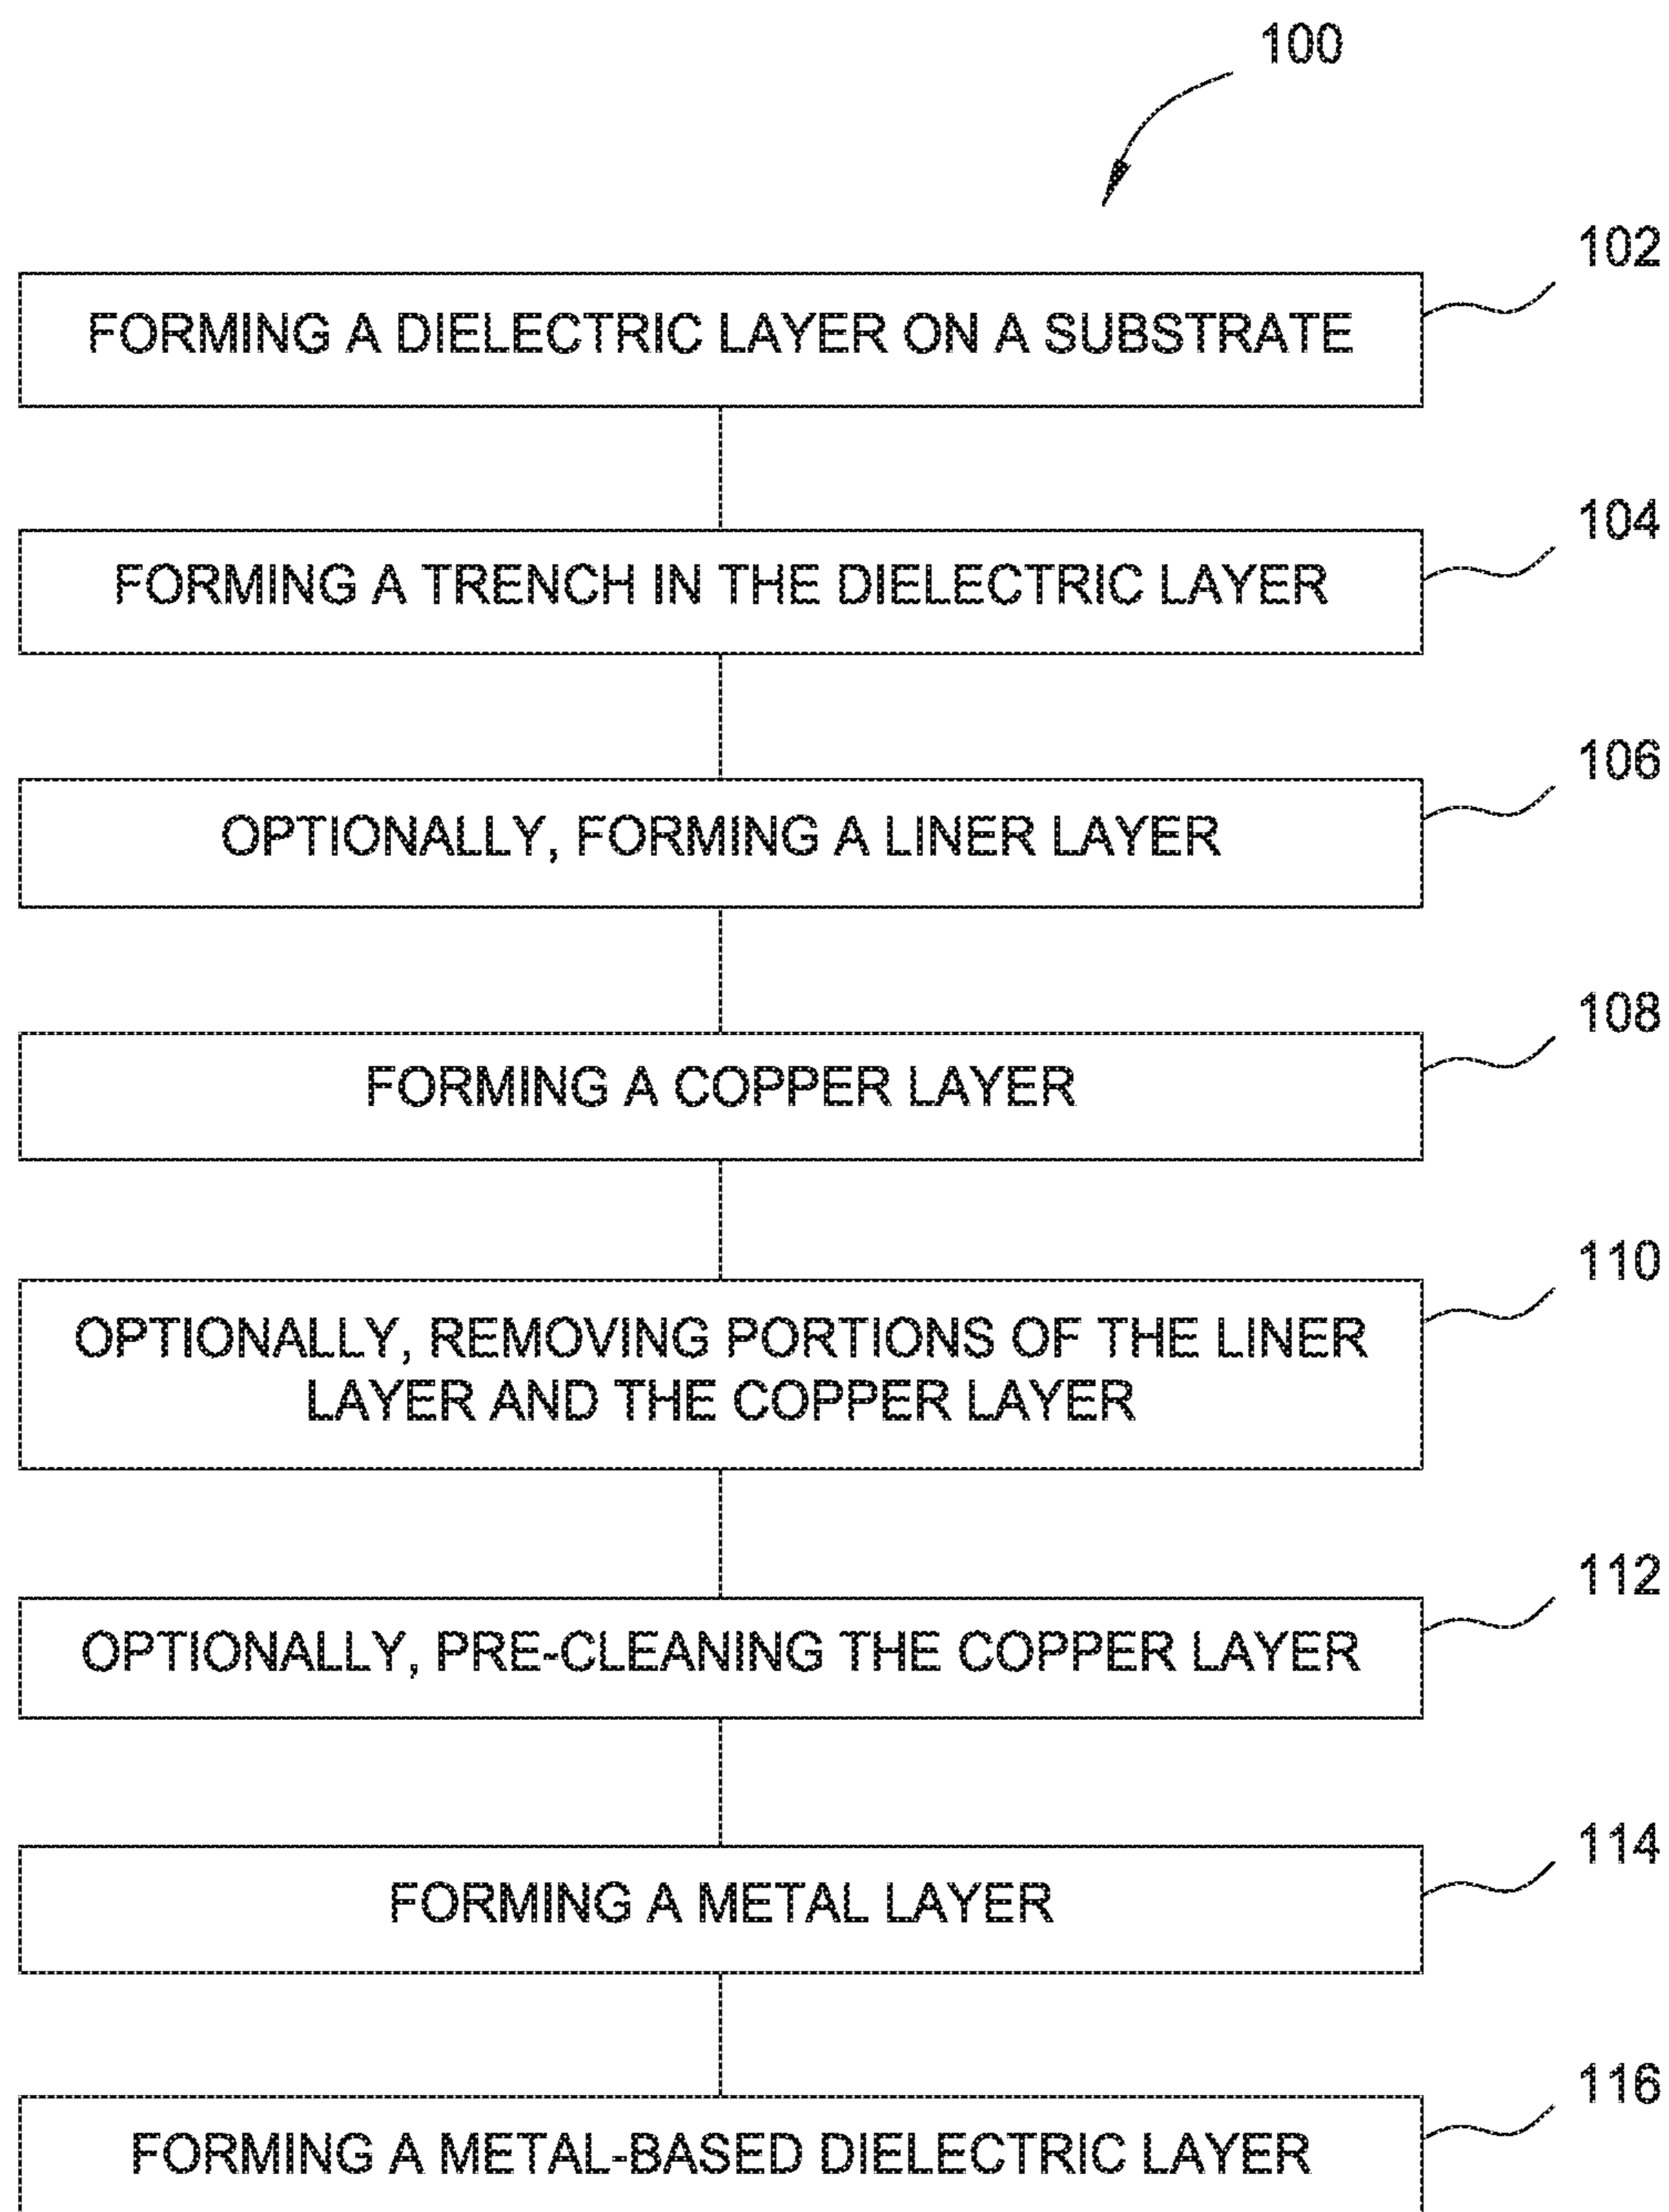 100
102
FORMING A DIELECTRIC LAYER ON A SUBSTRATE
104
FORMING A TRENCH IN THE DIELECTRIC LAYER
106
OPTIONALLY, FORMING A LINER LAYER
108
FORMING A COPPER LAYER
110
OPTIONALLY, REMOVING PORTIONS OF THE LINER
LAYER AND THE COPPER LAYER
112
OPTIONALLY, PRE-CLEANING THE COPPER LAYER
114
FORMING A METAL LAYER
116
FORMING A METAL-BASED DIELECTRIC LAYER